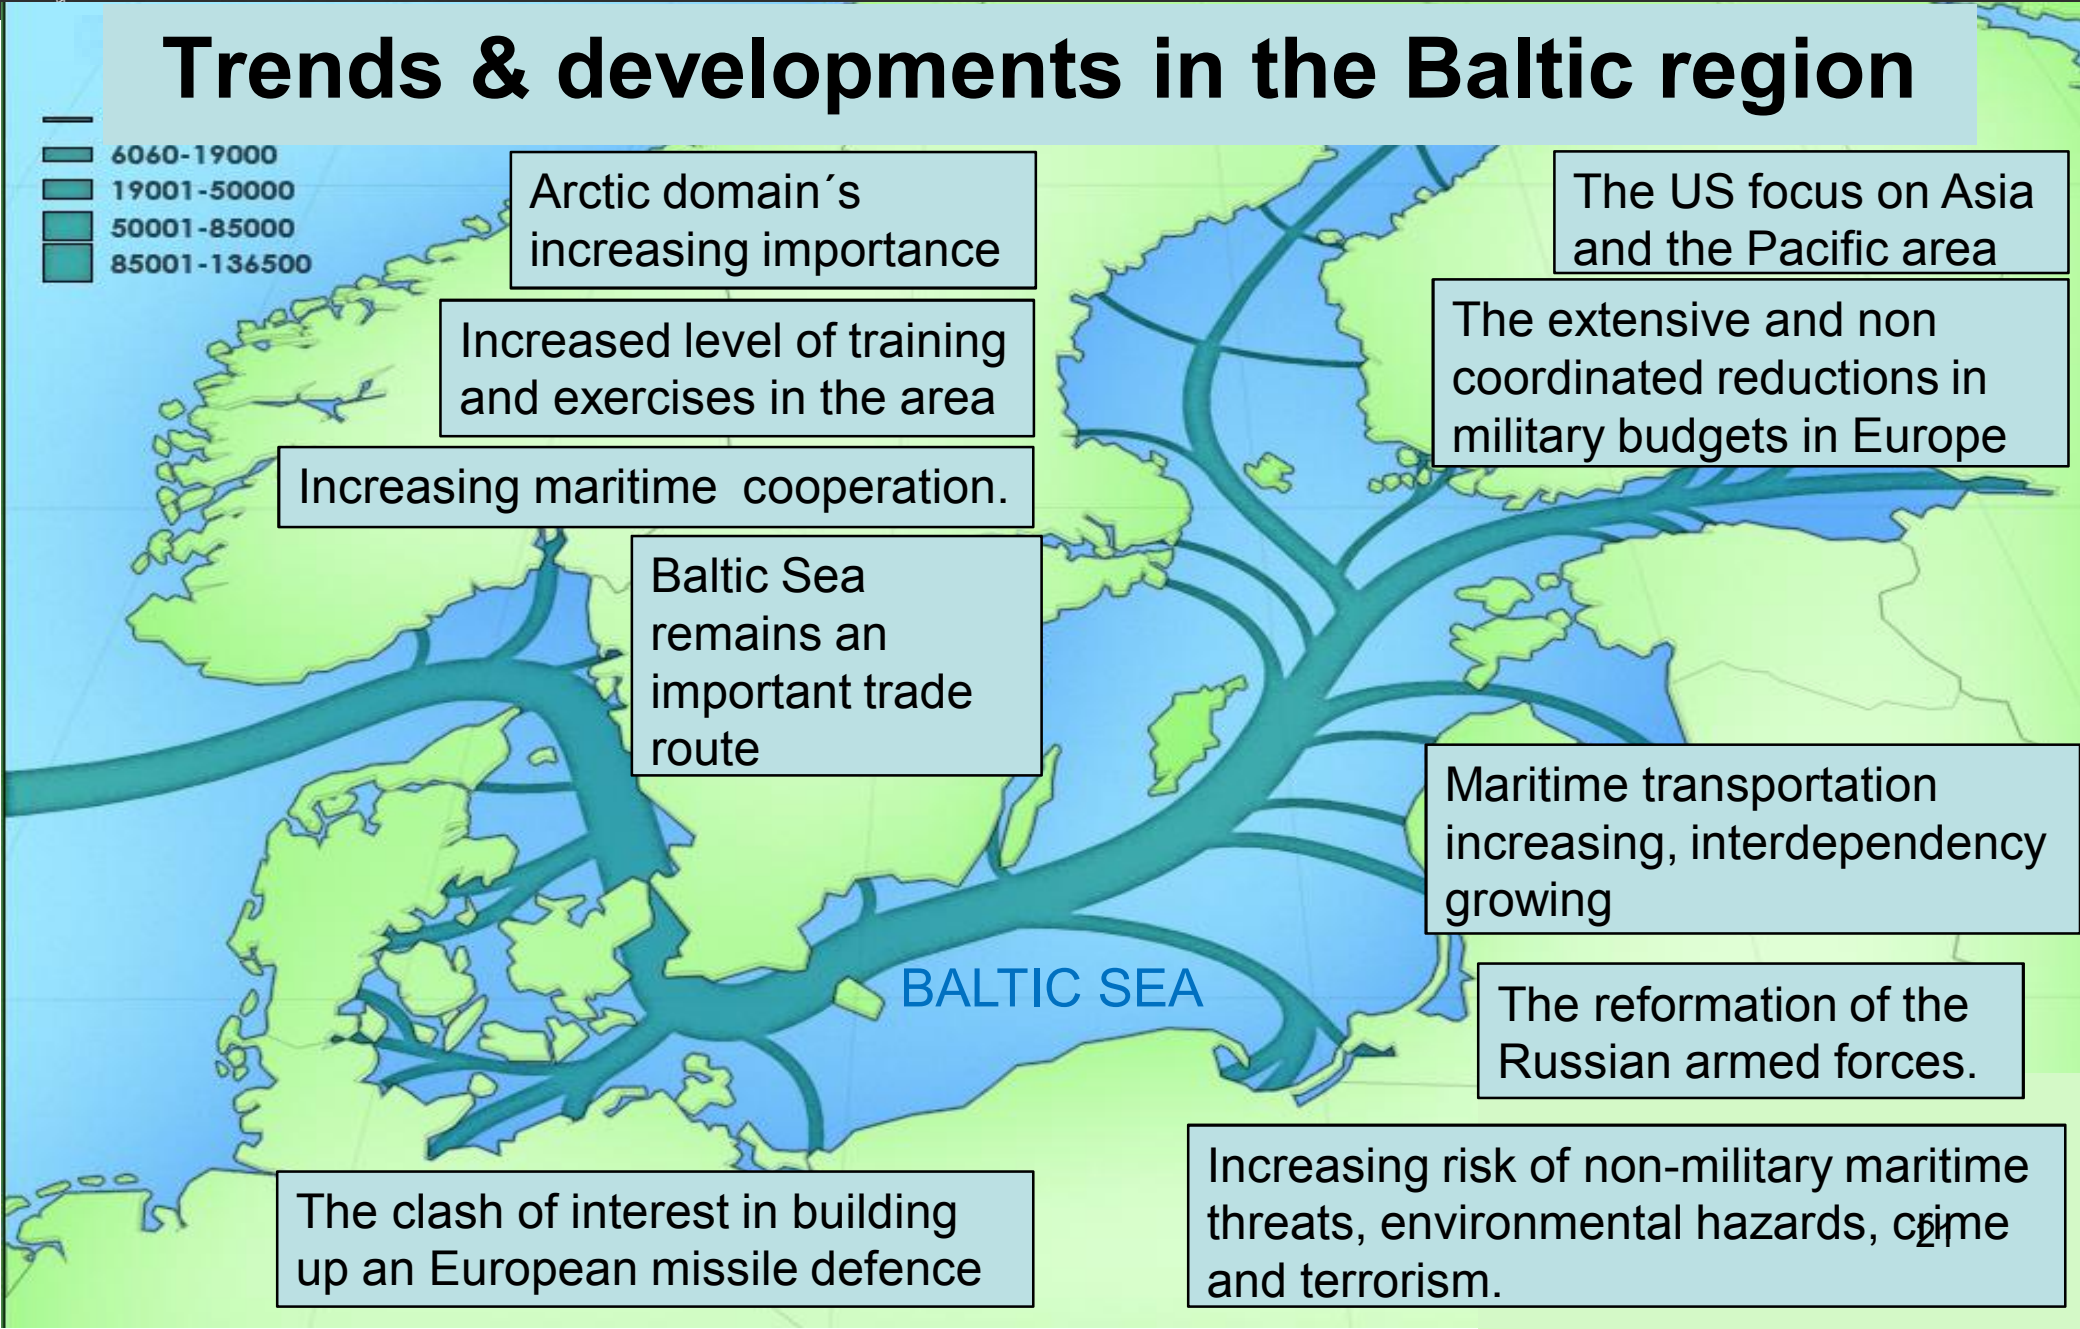 Trends & developments in the Baltic region
6060-19000
19001-50000
50001-85000
85001-136500
Arctic domain´s
increasing importance
Increased level of training
and exercises in the area
Increasing maritime cooperation.
Baltic Sea
remains an
important trade
route
The US focus on Asia
and the Pacific area
The extensive and non
coordinated reductions in
military budgets in Europe
Maritime transportation
increasing, interdependency
growing
BALTIC SEA
The reformation of the
Russian armed forces.
The clash of interest in building
up an European missile defence
Increasing risk of non-military maritime
threats, environmental hazards, crime
and terrorism.
21